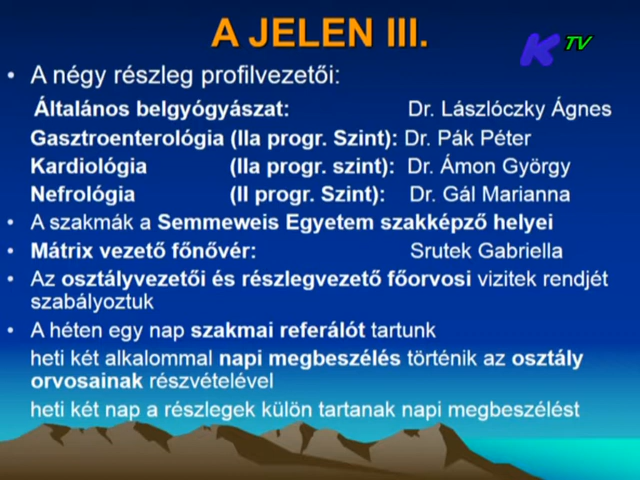 A JELEN III.
K TV
• A négy részleg profilvezetői:
Általános belgyógyászat: Dr. Lászlóczky Ágnes
Gasztroenterológia (IIa progr. Szint): Dr. Pák Péter
Kardiológia (IIa progr. szint): Dr. Ámon György
Nefrológia (II progr. Szint): Dr. Gál Marianna
• A szakmák a Semmeweis Egyetem szakképző helyei
• Mátrix vezető főnővér: Srutek Gabriella
• Az osztályvezetői és részlegvezető főorvosi vizitek rendjét
szabályoztuk
• A héten egy nap szakmai referálót tartunk
heti két alkalommal napi megbeszélés történik az osztály
orvosainak részvételével
heti két nap a részlegek külön tartanak napi megbeszélést